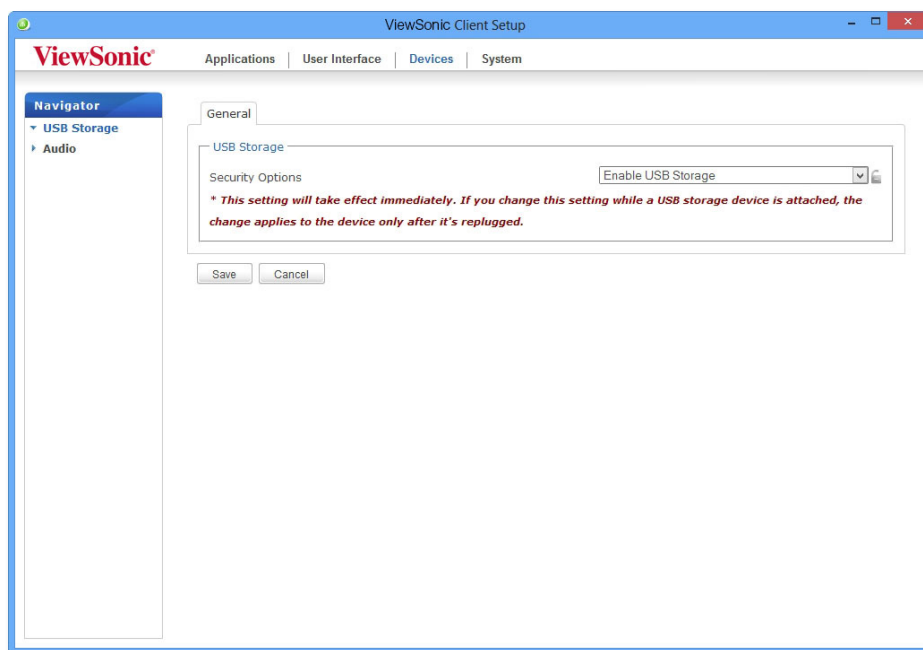 ViewSonic Client Setup
ViewSonic®
Applications | User Interface | Devices | System
Navigator
USB Storage
Audio
General
USB Storage
Security Options
Enable USB Storage
* This setting will take effect immediately. If you change this setting while a USB storage device is attached, the
change applies to the device only after it's replugged.
Save
Cancel